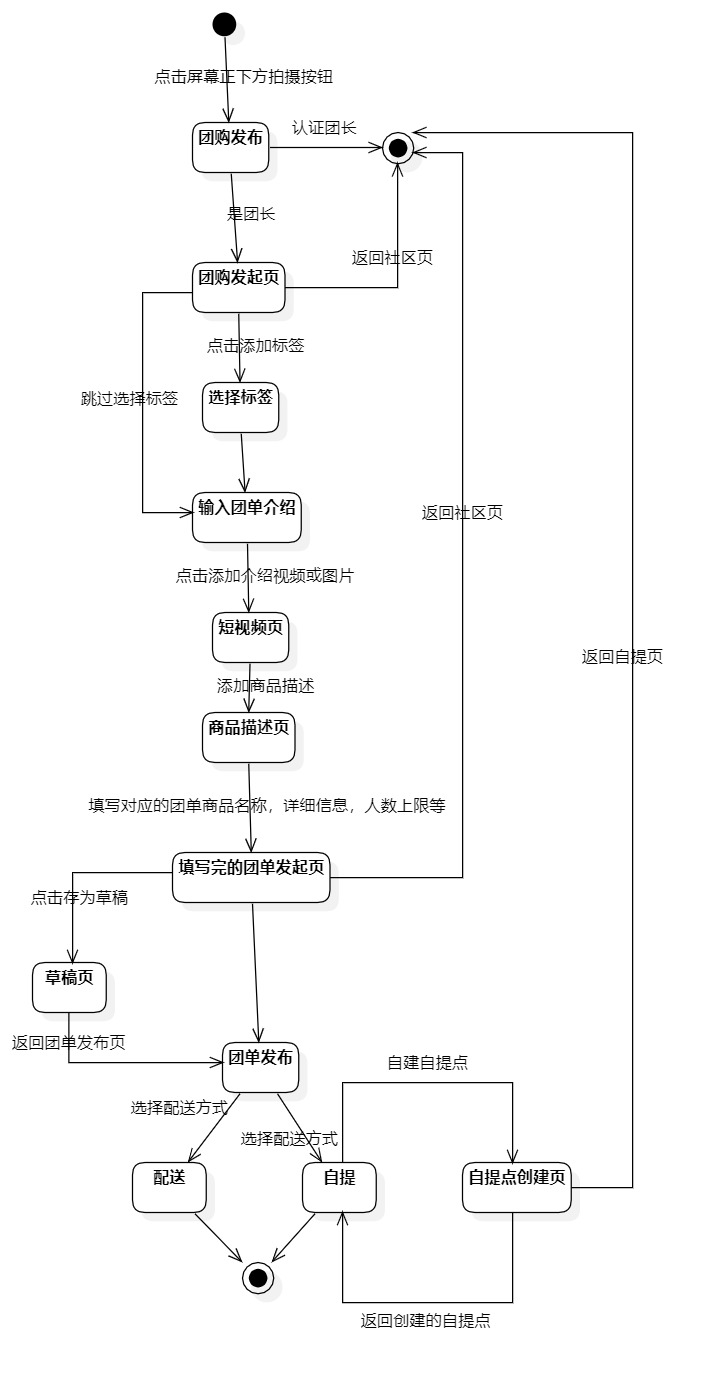 点击屏幕正下方拍摄按钮
认证团长
团购发布
是团长
返回社区页
团购发起页
点击添加标签
跳过选择标签
选择标签
输入团单介绍
返回社区页
点击添加介绍视频或图片
短视频页
返回自提页
添加商品描述
商品描述页
填写对应的团单商品名称，详细信息，人数上限等
填写完的团单发起页
点击存为草稿
草稿页
返回团单发布页
团单发布
自建自提点
选择配送方式
选择配送方式
配送
自提
自提点创建页
返回创建的自提点